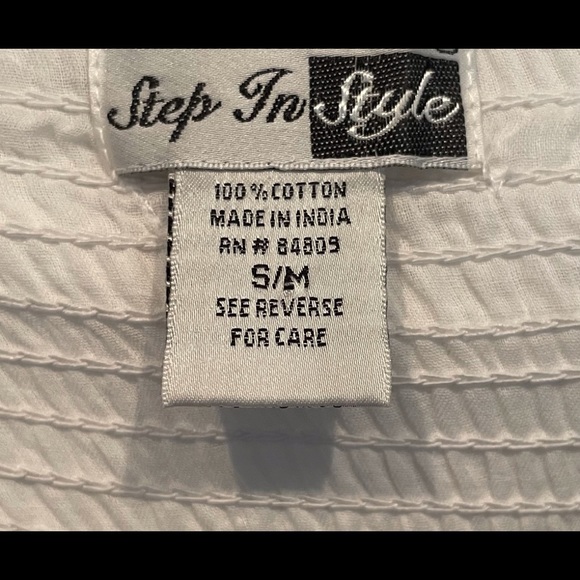 Step In Style
100% COTTON
MADE IN INDIA
RN # 84809
S/M
SEE REVERSE
FOR CARE